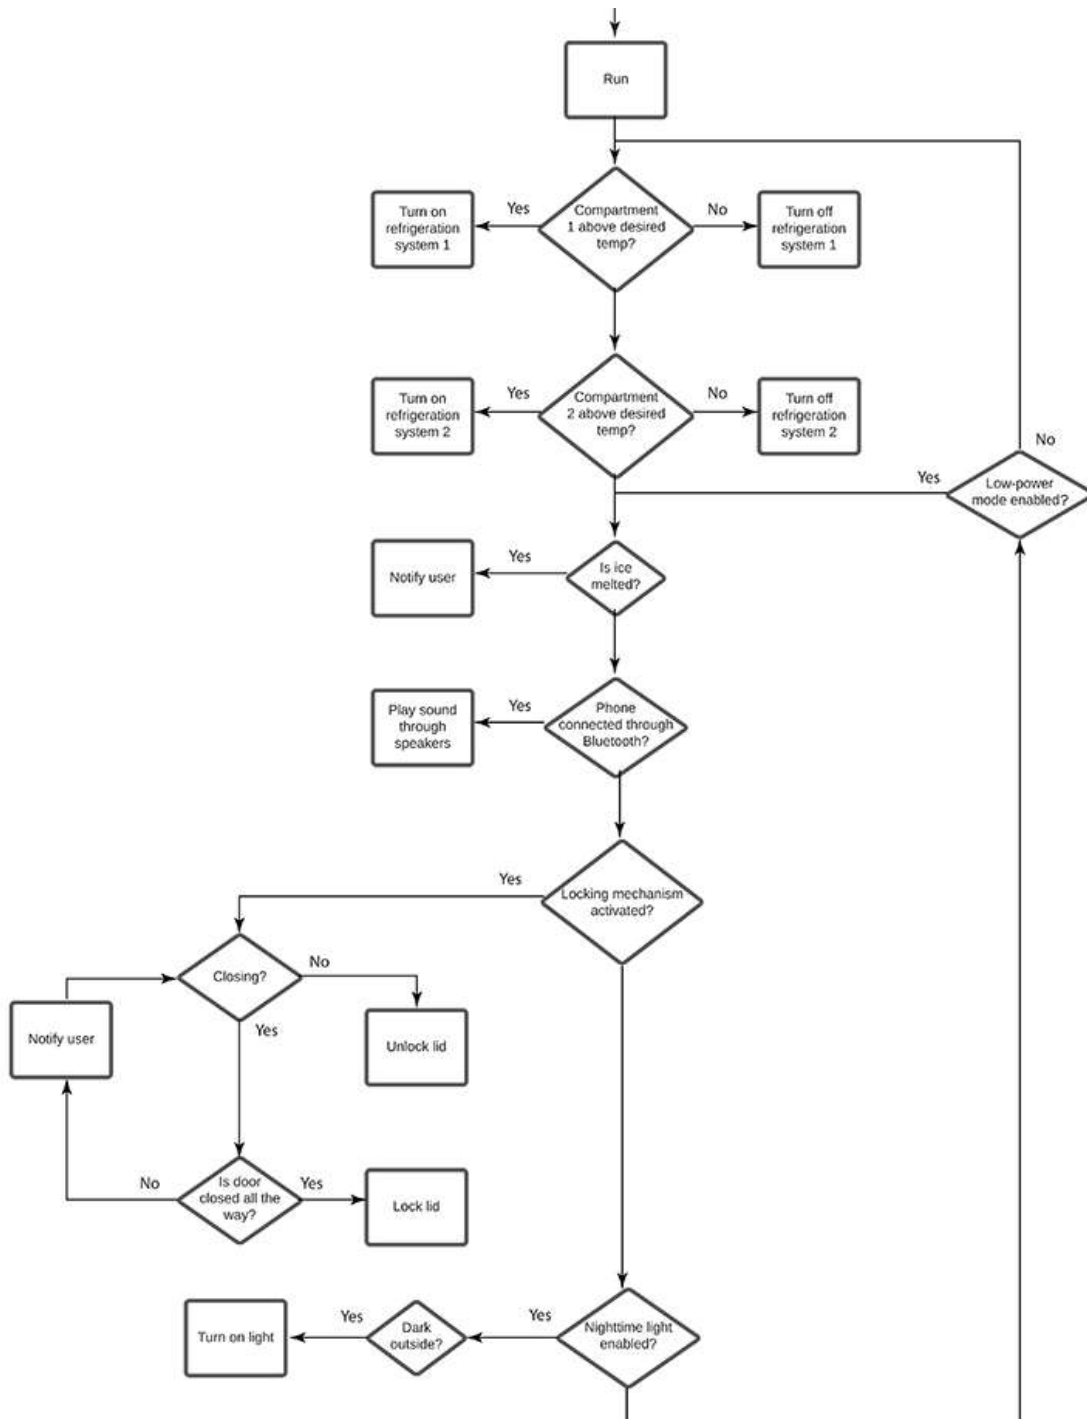 Run
Compartment
1 above desired
temp?
Yes
No
Turn on
refrigeration
system 1
Turn off
refrigeration
system 1
Compartment
2 above desired
temp?
Yes
No
Turn on
refrigeration
system 2
Turn off
refrigeration
system 2
No
Yes
Low-power
mode enabled?
Is ice
melted?
Yes
Notify user
Phone
connected through
Bluetooth?
Yes
Play sound
through
speakers
Locking mechanism
activated?
Yes
Closing?
No
Yes
Notify user
Unlock lid
Is door
closed all the
way?
No
Yes
Lock lid
Nighttime light
enabled?
Yes
Dark
outside?
Yes
Turn on light